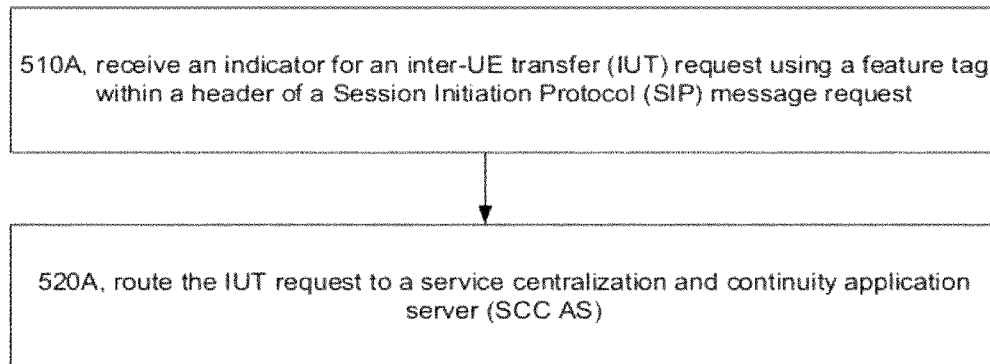 510A, receive an indicator for an inter-UE transfer (IUT) request using a feature tag
within a header of a Session Initiation Protocol (SIP) message request
520A, route the IUT request to a service centralization and continuity application
server (SCC AS)